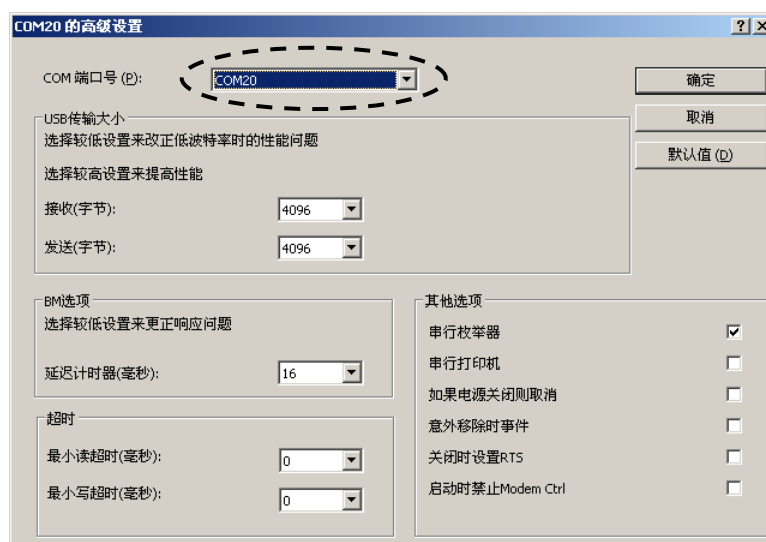 COM20 的高级设置
COM 端口号 (P):
COM20
确定
取消
默认值 (D)
USB传输大小
选择较低设置来改正低波特率时的性能问题
选择较高设置来提高性能
接收(字节):
4096
发送(字节):
4096
BM选项
选择较低设置来更正响应问题
延迟计时器(毫秒):
16
超时
最小读超时(毫秒):
0
最小写超时(毫秒):
0
其他选项
串行枚举器
串行打印机
如果电源关闭则取消
意外移除时事件
关闭时设置RTS
启动时禁止Modem Ctrl